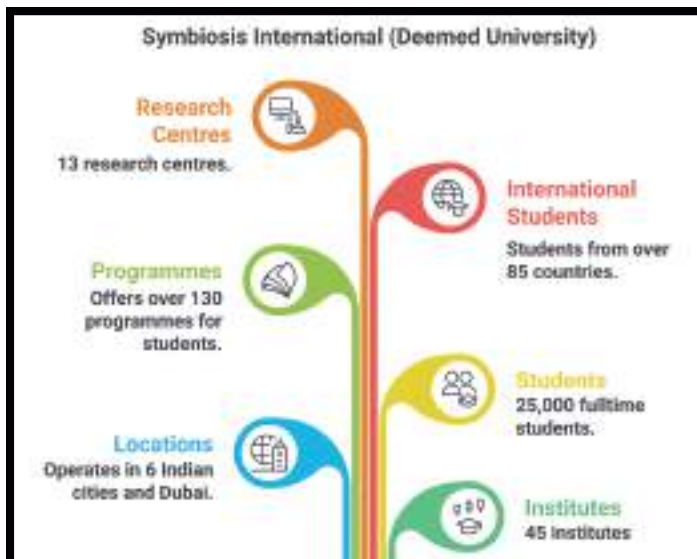 Symbiosis International (Deemed University)
Research
Centres
13 research centres.
International
Students
Students from over
85 countries.
Programmes
Offers over 130
programmes for
students.
Students
25,000 fulltime
students.
Locations
Operates in 6 Indian
cities and Dubai.
Institutes
45 Institutes